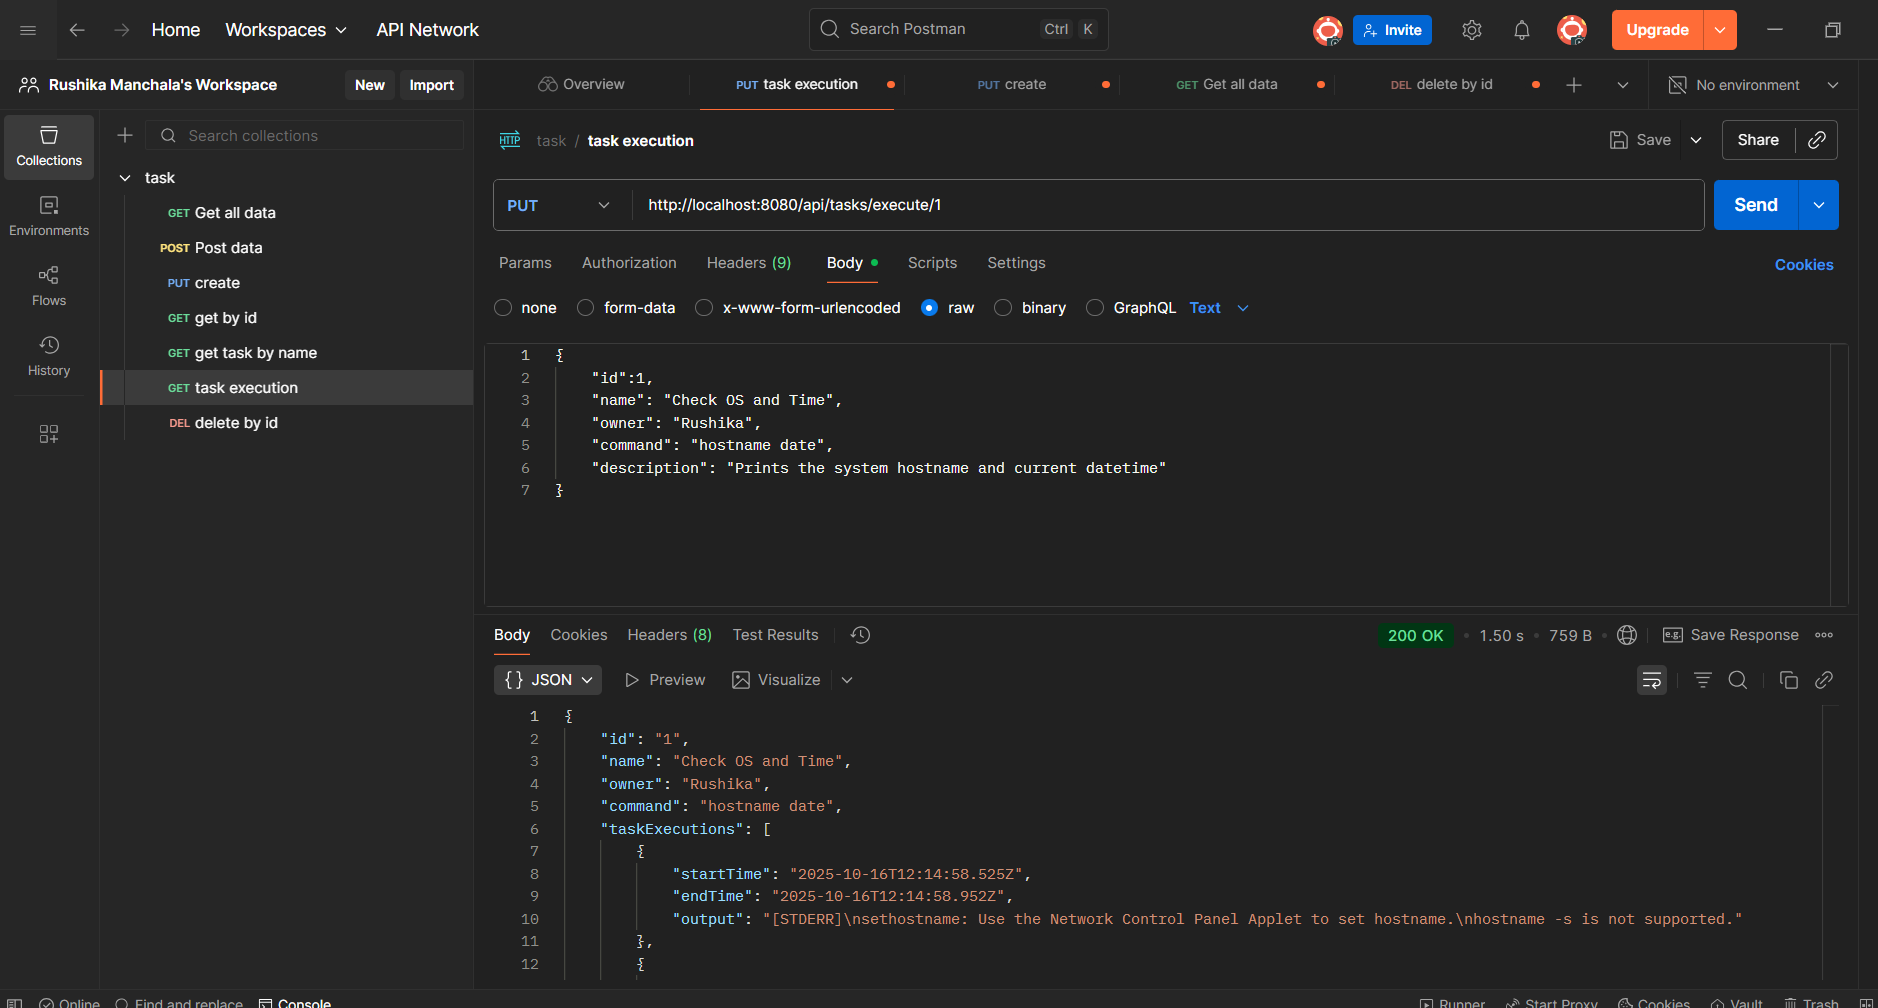 Home
Workspaces
API Network
Search Postman
Ctrl K
Invite
Upgrade
Rushika Manchala's Workspace
New
Import
Overview
PUT task execution
PUT create
GET Get all data
DEL delete by id
No environment
Collections
Environments
Flows
History
Search collections
task
GET Get all data
POST Post data
PUT create
GET get by id
GET get task by name
GET task execution
DEL delete by id
HTTP task / task execution
Save
Share
PUT
http://localhost:8080/api/tasks/execute/1
Send
Params
Authorization
Headers (9)
Body
Scripts
Settings
Cookies
none
form-data
x-www-form-urlencoded
raw
binary
GraphQL
Text
1 {
2 "id":1,
3 "name": "Check OS and Time",
4 "owner": "Rushika",
5 "command": "hostname date",
6 "description": "Prints the system hostname and current datetime"
7 }
Body
Cookies
Headers (8)
Test Results
200 OK
1.50 s
759 B
e.g. Save Response
{} JSON
Preview
Visualize
1 {
2 "id": "1",
3 "name": "Check OS and Time",
4 "owner": "Rushika",
5 "command": "hostname date",
6 "taskExecutions": [
7 {
8 "startTime": "2025-10-16T12:14:58.525Z",
9 "endTime": "2025-10-16T12:14:58.952Z",
10 "output": "[STDERR]\nsethostname: Use the Network Control Panel Applet to set hostname.\nhostname -s is not supported."
11 },
12 {
Online
Find and replace
Console
Runner
Start Proxy
Cookies
Vault
Trash